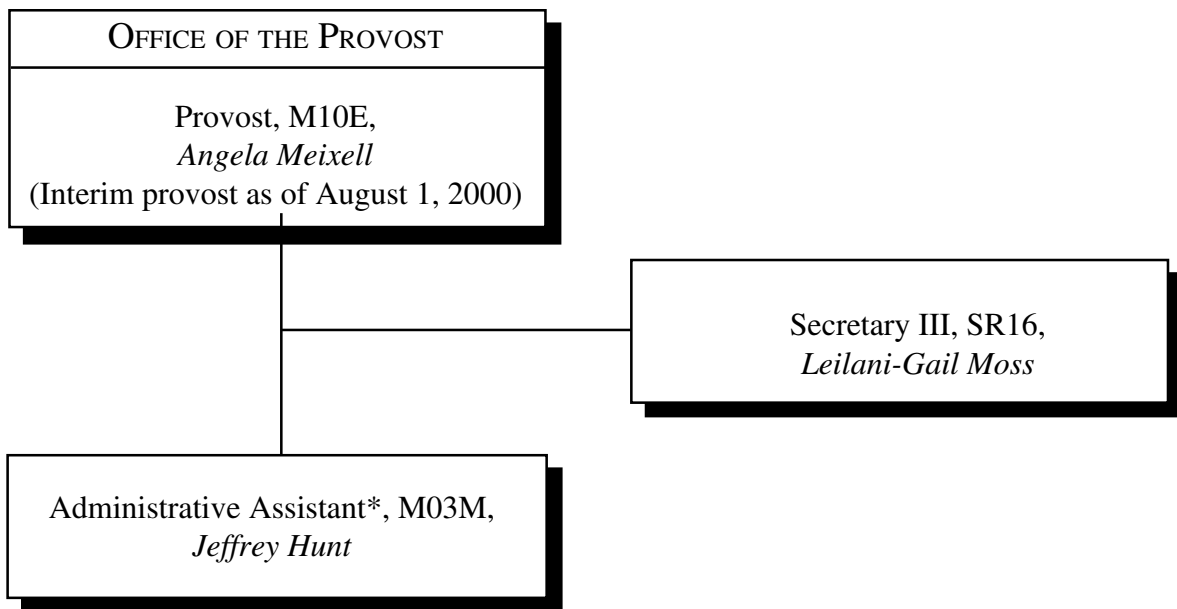 OFFICE OF THE PROVOST
Provost, M10E,
Angela Meixell
(Interim provost as of August 1, 2000)
Secretary III, SR16,
Leilani-Gail Moss
Administrative Assistant*, M03M,
Jeffrey Hunt